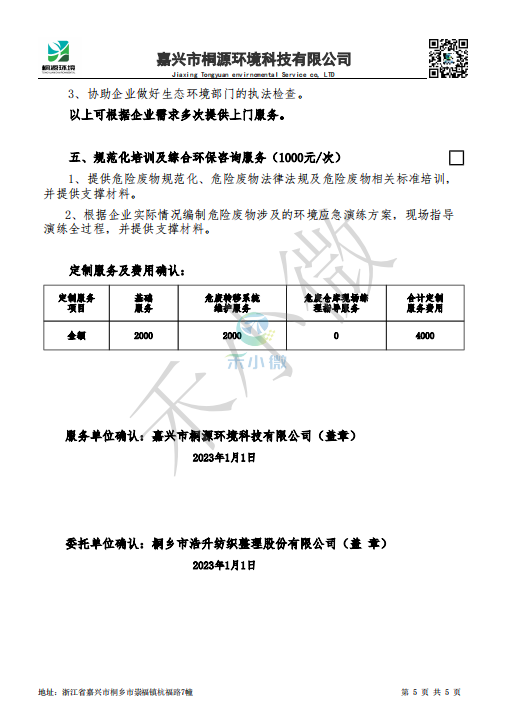 桐源环境
嘉兴市桐源环境科技有限公司
Jiaxing Tongyuan envirnomental Service co, LTD
3、协助企业做好生态环境部门的执法检查。
以上可根据企业需求多次提供上门服务。
五、规范化培训及综合环保咨询服务（1000元/次）
1、提供危险废物规范化、危险废物法律法规及危险废物相关标准培训，
并提供支撑材料。
2、根据企业实际情况编制危险废物涉及的环境应急演练方案，现场指导
演练全过程，并提供支撑材料。
定制服务及费用确认：
定制服务项目 基础服务 危废转移系统维护服务 危废仓库现场综理指导服务 合计定制服务费用
金额 2000 2000 0 4000
禾小微
禾小微
服务单位确认：嘉兴市桐源环境科技有限公司（盖章）
2023年1月1日
委托单位确认：桐乡市浩升纺织整理股份有限公司（盖 章）
2023年1月1日
地址：浙江省嘉兴市桐乡市崇福镇杭福路7幢 第 5 页 共 5 页